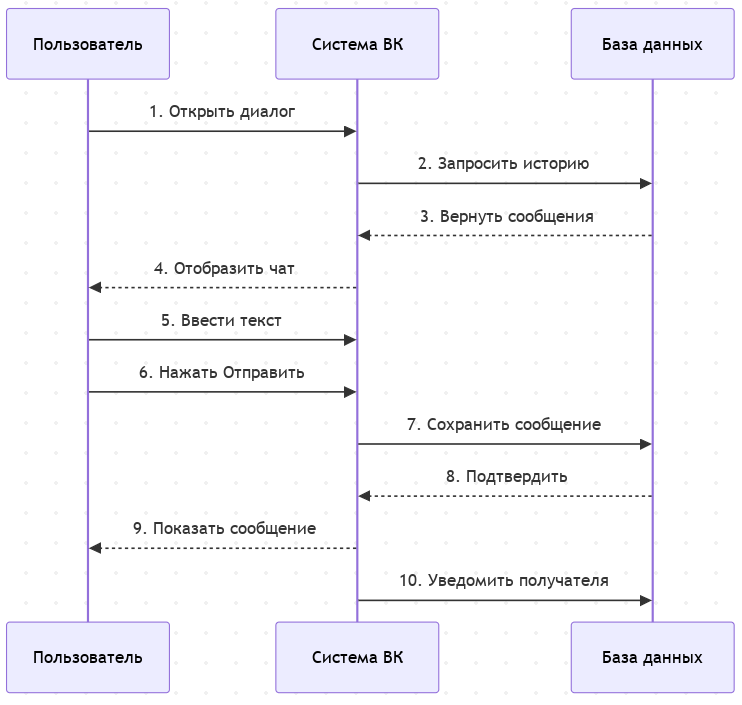 Пользователь
Система ВК
База данных
1. Открыть диалог
2. Запросить историю
3. Вернуть сообщения
4. Отобразить чат
5. Ввести текст
6. Нажать Отправить
7. Сохранить сообщение
8. Подтвердить
9. Показать сообщение
10. Уведомить получателя
Пользователь
Система ВК
База данных